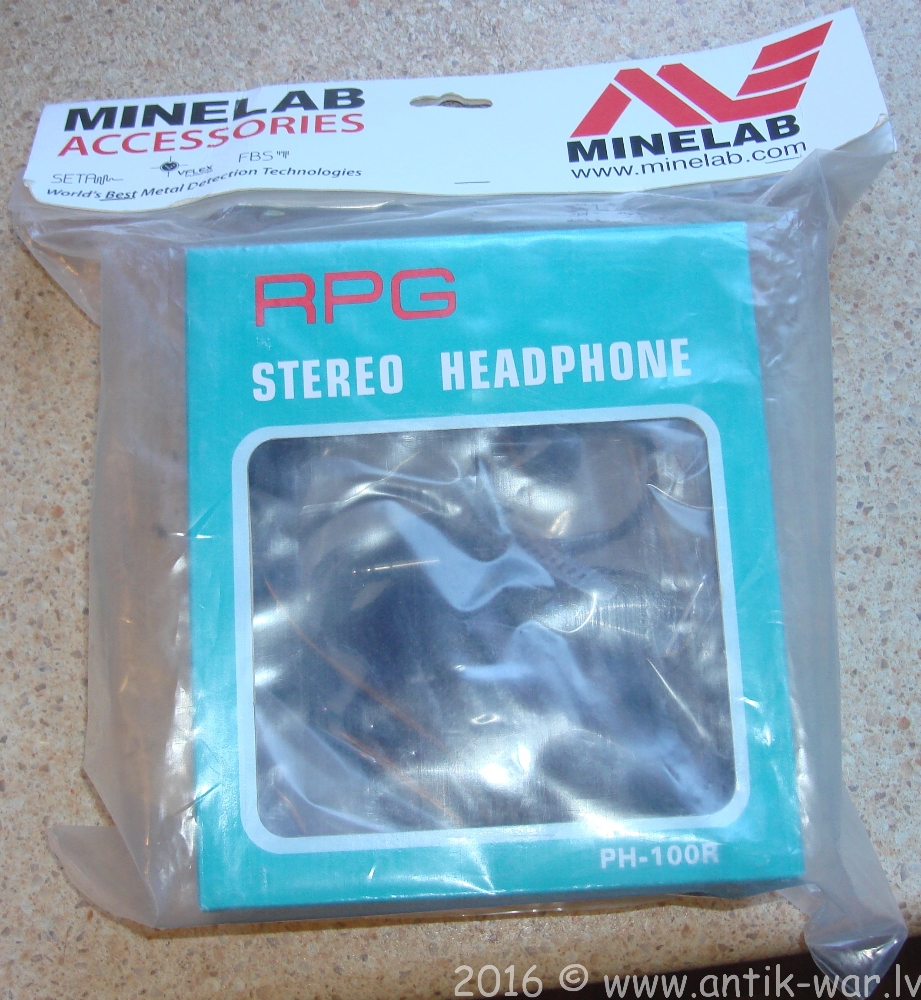 MINELAB
ACCESSORIES
SETA VFLEX FBS
World's Best Metal Detection Technologies
MINELAB
www.minelab.com
RPG
STEREO HEADPHONE
PH-100R
2016 © www.antik-war.lv